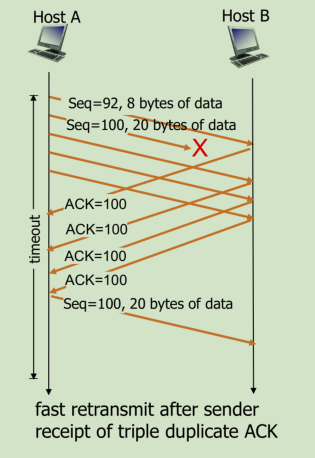 Host A
Host B
Seq=92, 8 bytes of data
Seq=100, 20 bytes of data
X
timeout
ACK=100
ACK=100
ACK=100
ACK=100
Seq=100, 20 bytes of data
fast retransmit after sender
receipt of triple duplicate ACK